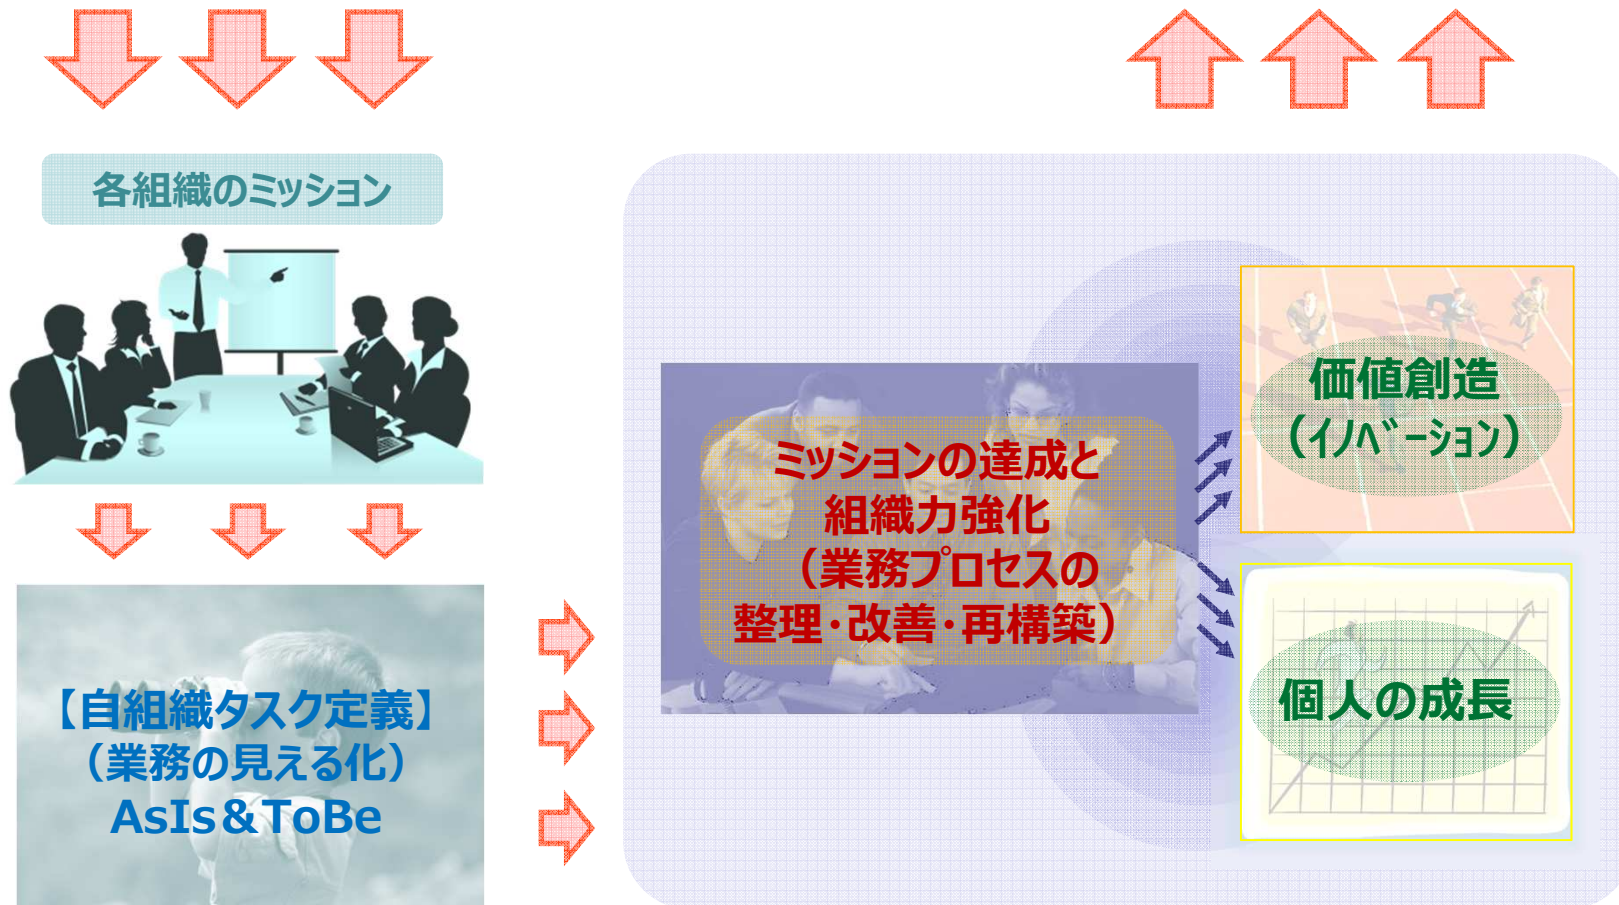 各組織のミッション
【自組織タスク定義】
（業務の見える化）
AsIs＆ToBe
ミッションの達成と
組織力強化
（業務プロセスの
整理・改善・再構築）
価値創造
（ｲﾉﾍﾞｰｼｮﾝ）
個人の成長